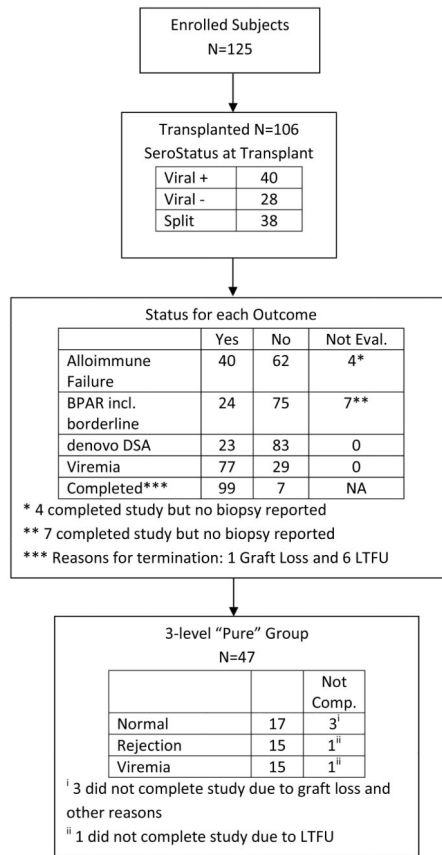 Enrolled Subjects
N=125
Transplanted N=106
SeroStatus at Transplant
Viral + 40
Viral - 28
Split 38
Status for each Outcome
Yes No Not Eval.
Alloimmune 40 62 4*
Failure
BPAR incl. 24 75 7**
borderline
denovo DSA 23 83 0
Viremia 77 29 0
Completed*** 99 7 NA
* 4 completed study but no biopsy reported
** 7 completed study but no biopsy reported
*** Reasons for termination: 1 Graft Loss and 6 LTFU
3-level “Pure” Group
N=47
Not
Comp.
Normal 17 3ⁱ
Rejection 15 1ⁱⁱ
Viremia 15 1ⁱⁱ
ⁱ 3 did not complete study due to graft loss and
other reasons
ⁱⁱ 1 did not complete study due to LTFU